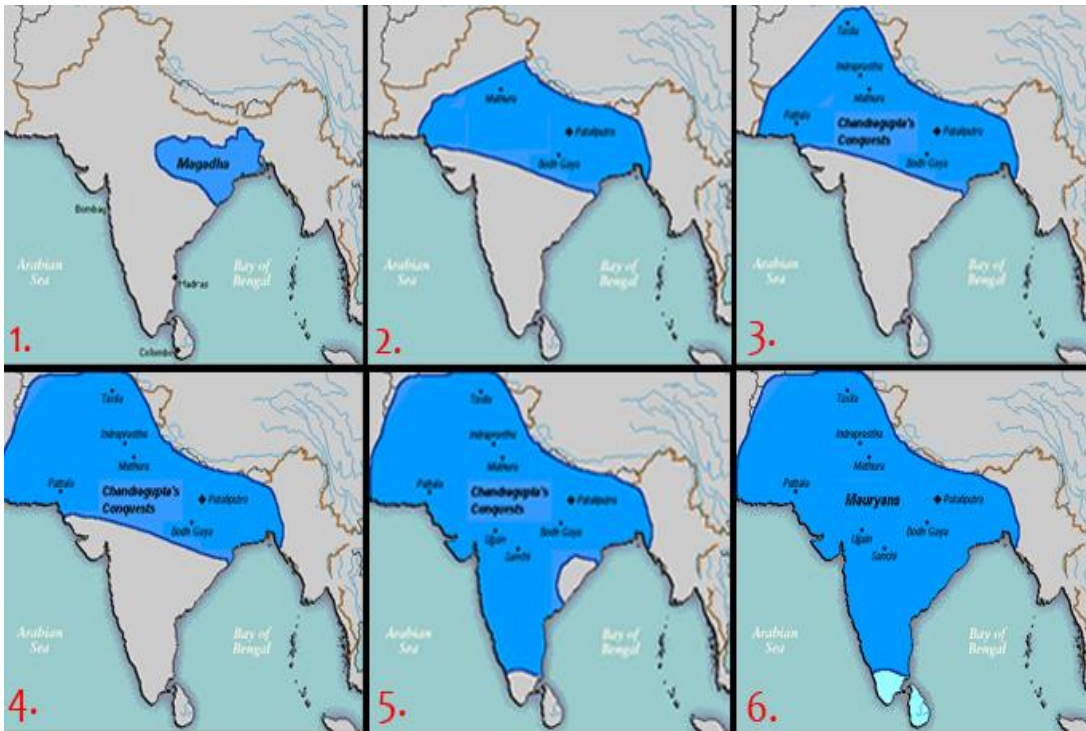 Magadha
Bombay
Arabian
Sea
Bay of
Bengal
Madras
Colombo
1.
Mathura
Pataliputra
Bodh Gaya
Arabian
Sea
Bay of
Bengal
2.
Taxila
Indraprastha
Mathura
Pattala
Chandragupta's
Conquests
Pataliputra
Bodh Gaya
Arabian
Sea
Bay of
Bengal
3.
Taxila
Indraprastha
Mathura
Pattala
Chandragupta's
Conquests
Pataliputra
Bodh Gaya
Arabian
Sea
Bay of
Bengal
4.
Taxila
Indraprastha
Mathura
Pattala
Chandragupta's
Conquests
Pataliputra
Bodh Gaya
Ujjain
Sanchi
Arabian
Sea
Bay of
Bengal
5.
Taxila
Indraprastha
Mathura
Pattala
Mauryans
Pataliputra
Bodh Gaya
Ujjain
Sanchi
Arabian
Sea
Bay of
Bengal
6.